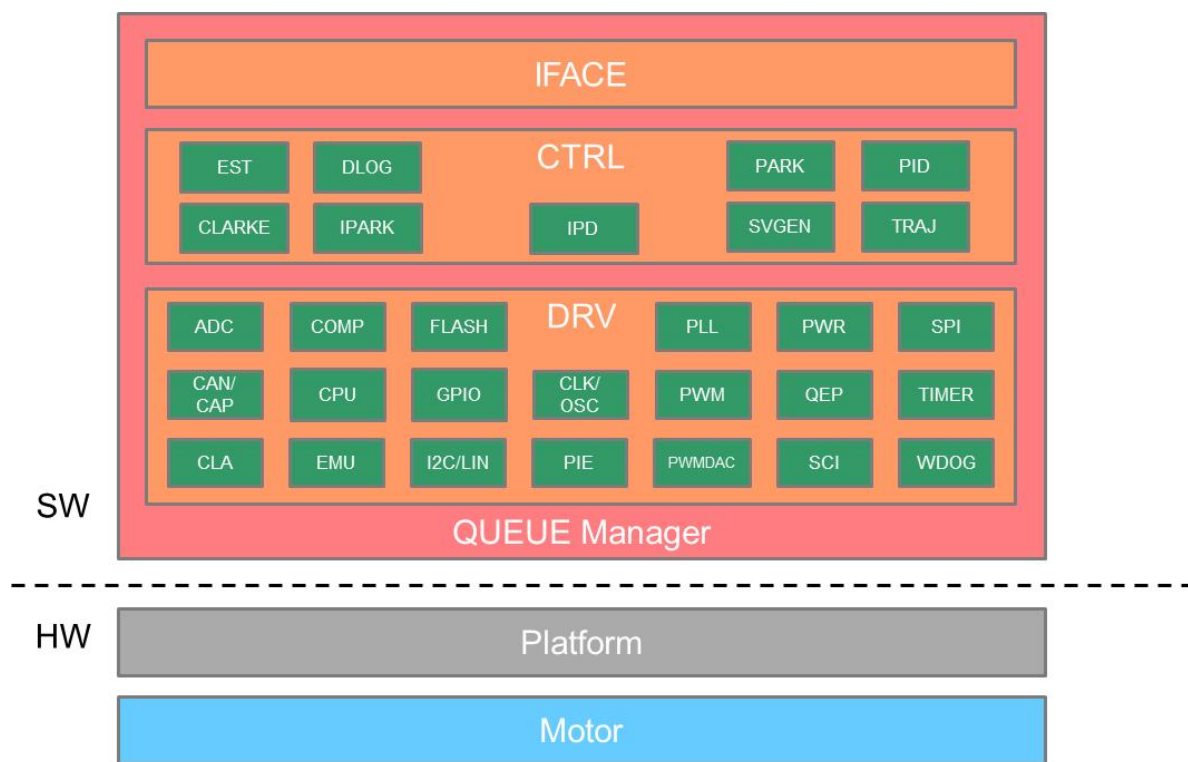 IFACE
CTRL
EST
DLOG
PARK
PID
CLARKE
IPARK
IPD
SVGEN
TRAJ
DRV
ADC
COMP
FLASH
PLL
PWR
SPI
CAN/
CAP
CPU
GPIO
CLK/
OSC
PWM
QEP
TIMER
CLA
EMU
I2C/LIN
PIE
PWMDAC
SCI
WDOG
SW
QUEUE Manager
HW
Platform
Motor